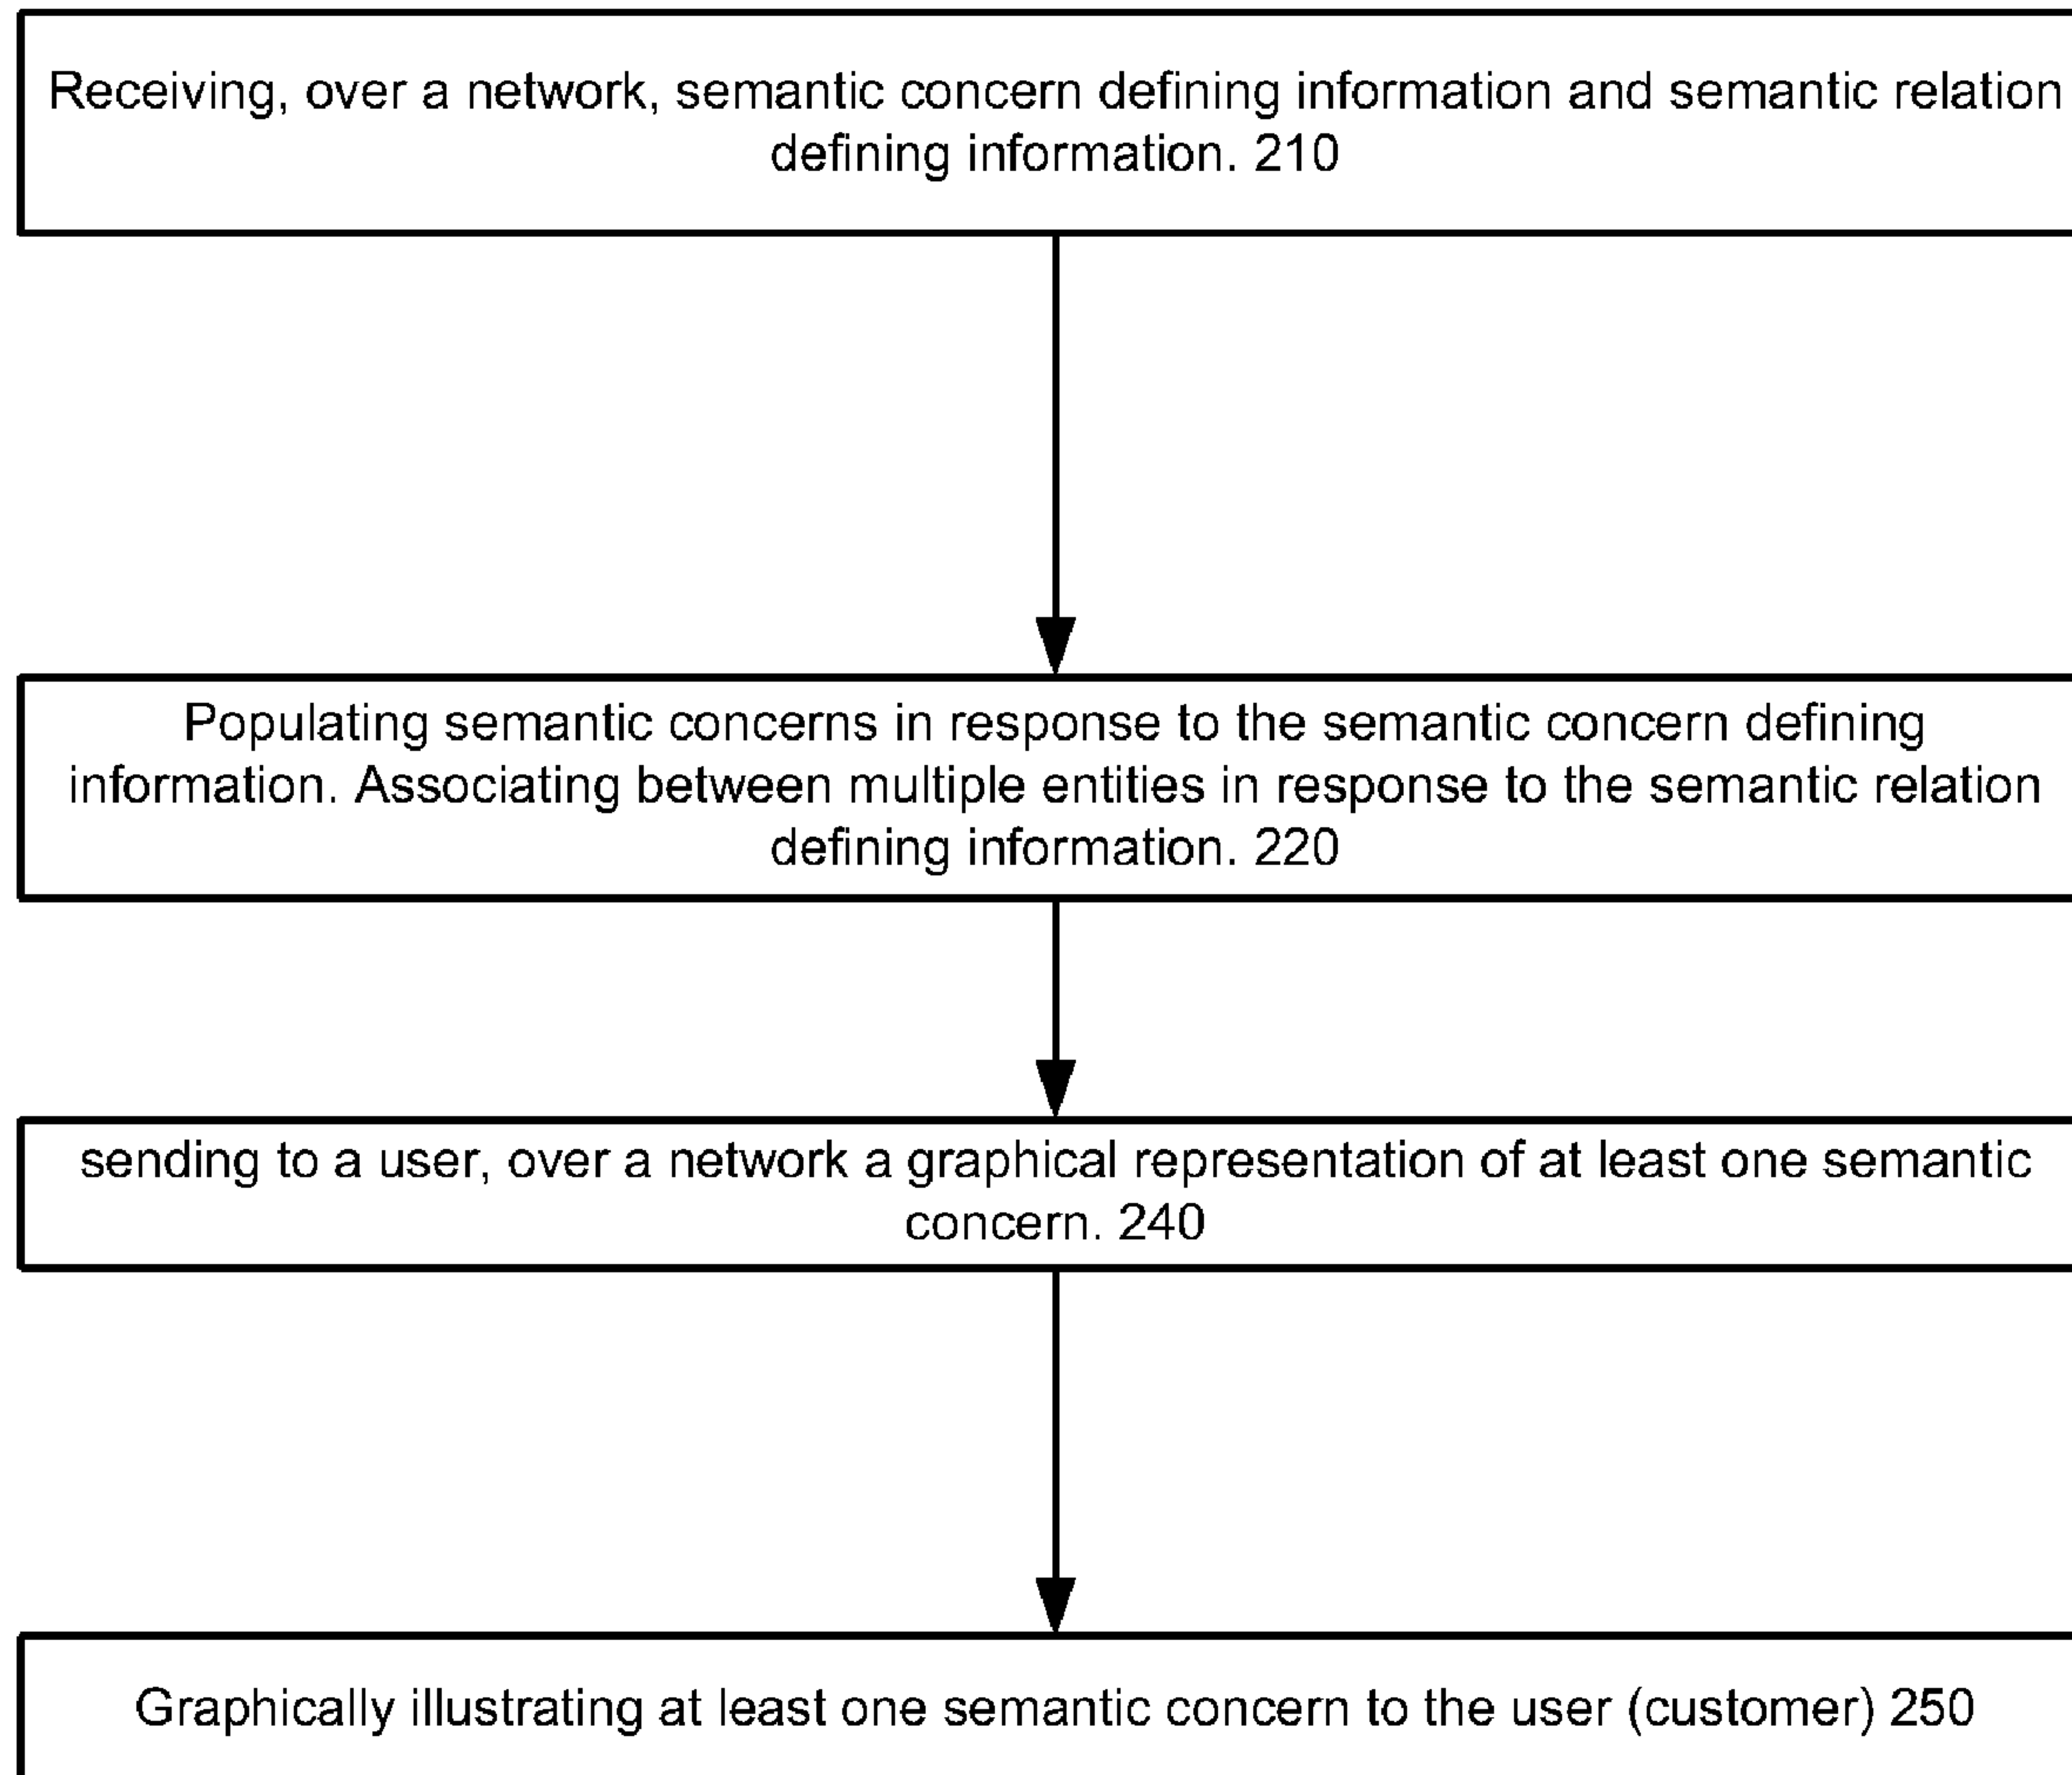 Receiving, over a network, semantic concern defining information and semantic relation
defining information. 210
Populating semantic concerns in response to the semantic concern defining
information. Associating between multiple entities in response to the semantic relation
defining information. 220
sending to a user, over a network a graphical representation of at least one semantic
concern. 240
Graphically illustrating at least one semantic concern to the user (customer) 250